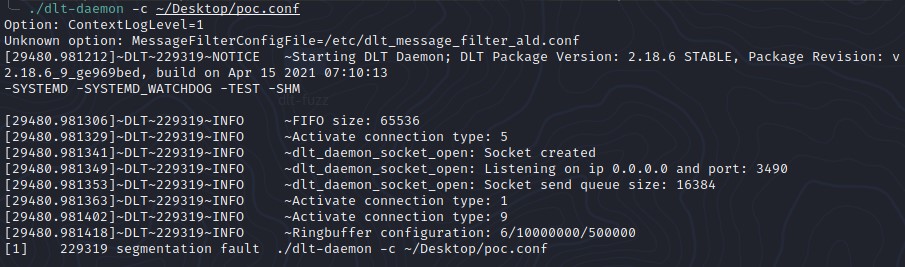 ./dlt-daemon -c ~/Desktop/poc.conf
Option: ContextLogLevel=1
Unknown option: MessageFilterConfigFile=/etc/dlt_message_filter_ald.conf
[29480.981212]~DLT~229319~NOTICE   ~Starting DLT Daemon; DLT Package Version: 2.18.6 STABLE, Package Revision: v
2.18.6_9_ge969bed, build on Apr 15 2021 07:10:13
-SYSTEMD -SYSTEMD_WATCHDOG -TEST -SHM
dlt-fuzz
[29480.981306]~DLT~229319~INFO     ~FIFO size: 65536
[29480.981329]~DLT~229319~INFO     ~Activate connection type: 5
[29480.981341]~DLT~229319~INFO     ~dlt_daemon_socket_open: Socket created
[29480.981349]~DLT~229319~INFO     ~dlt_daemon_socket_open: Listening on ip 0.0.0.0 and port: 3490
[29480.981353]~DLT~229319~INFO     ~dlt_daemon_socket_open: Socket send queue size: 16384
[29480.981363]~DLT~229319~INFO     ~Activate connection type: 1
[29480.981402]~DLT~229319~INFO     ~Activate connection type: 9
[29480.981418]~DLT~229319~INFO     ~Ringbuffer configuration: 6/10000000/500000
[1]    229319 segmentation fault  ./dlt-daemon -c ~/Desktop/poc.conf